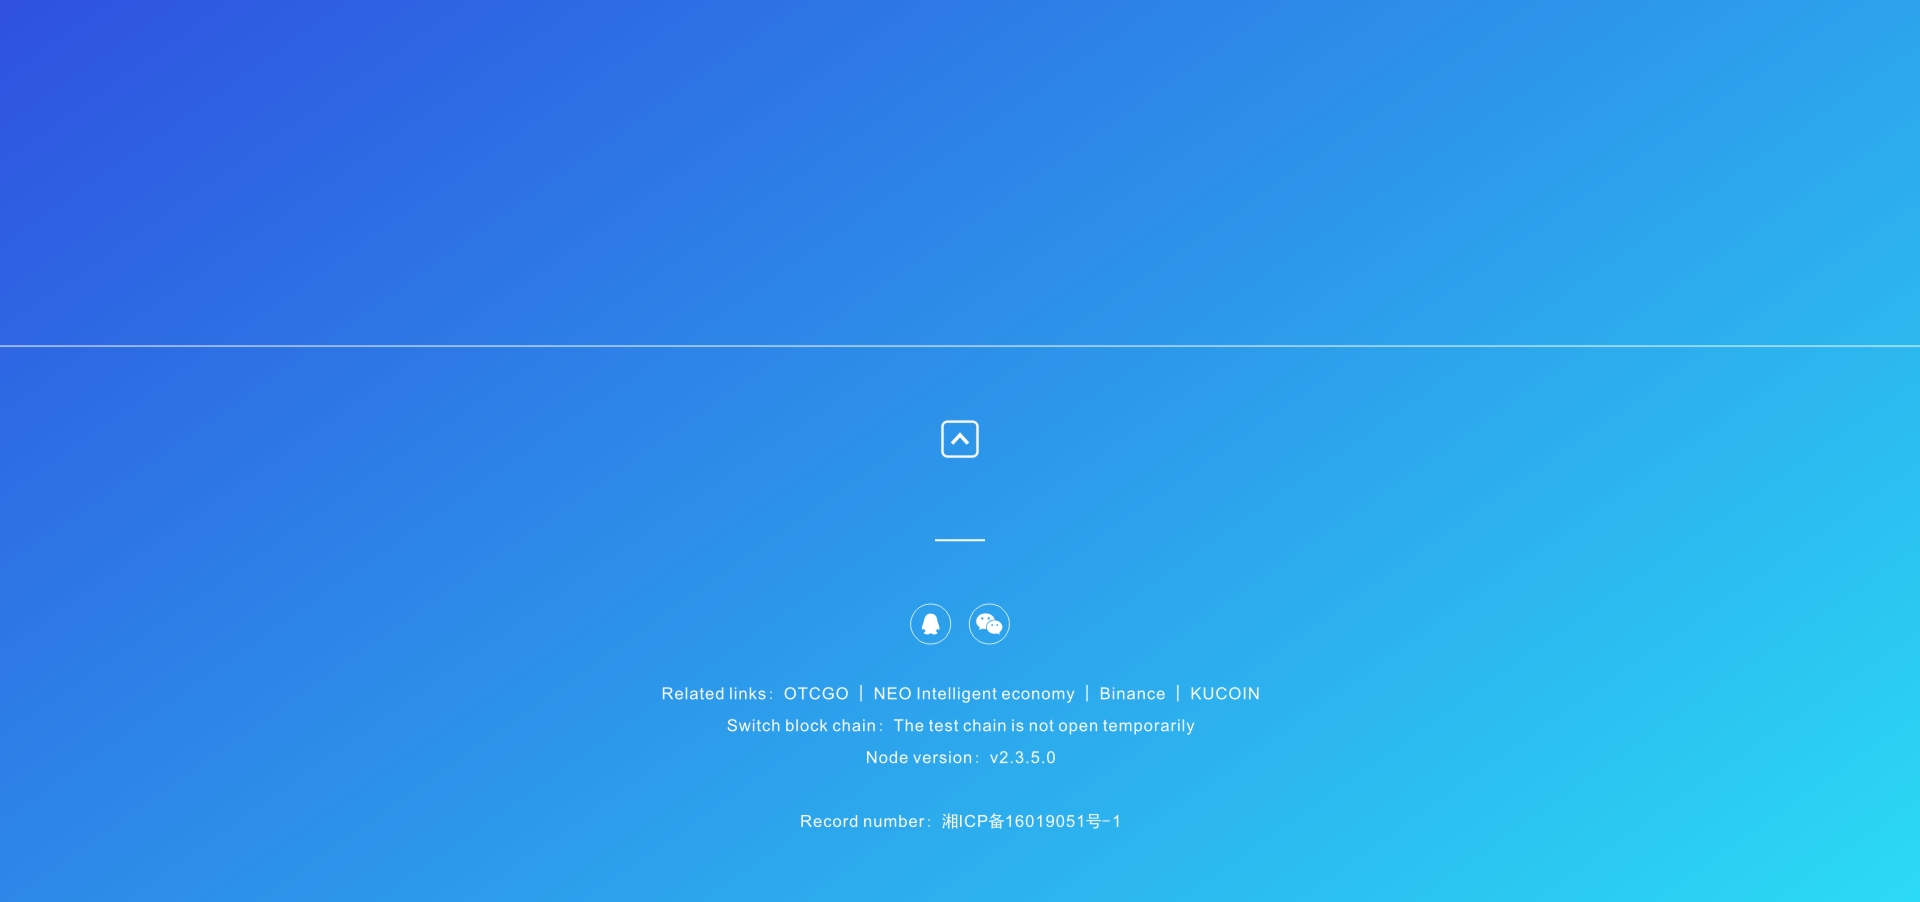 Related links： OTCGO | NEO Intelligent economy | Binance | KUCOIN
Switch block chain： The test chain is not open temporarily
Node version： v2.3.5.0
Record number： 湘ICP备16019051号-1